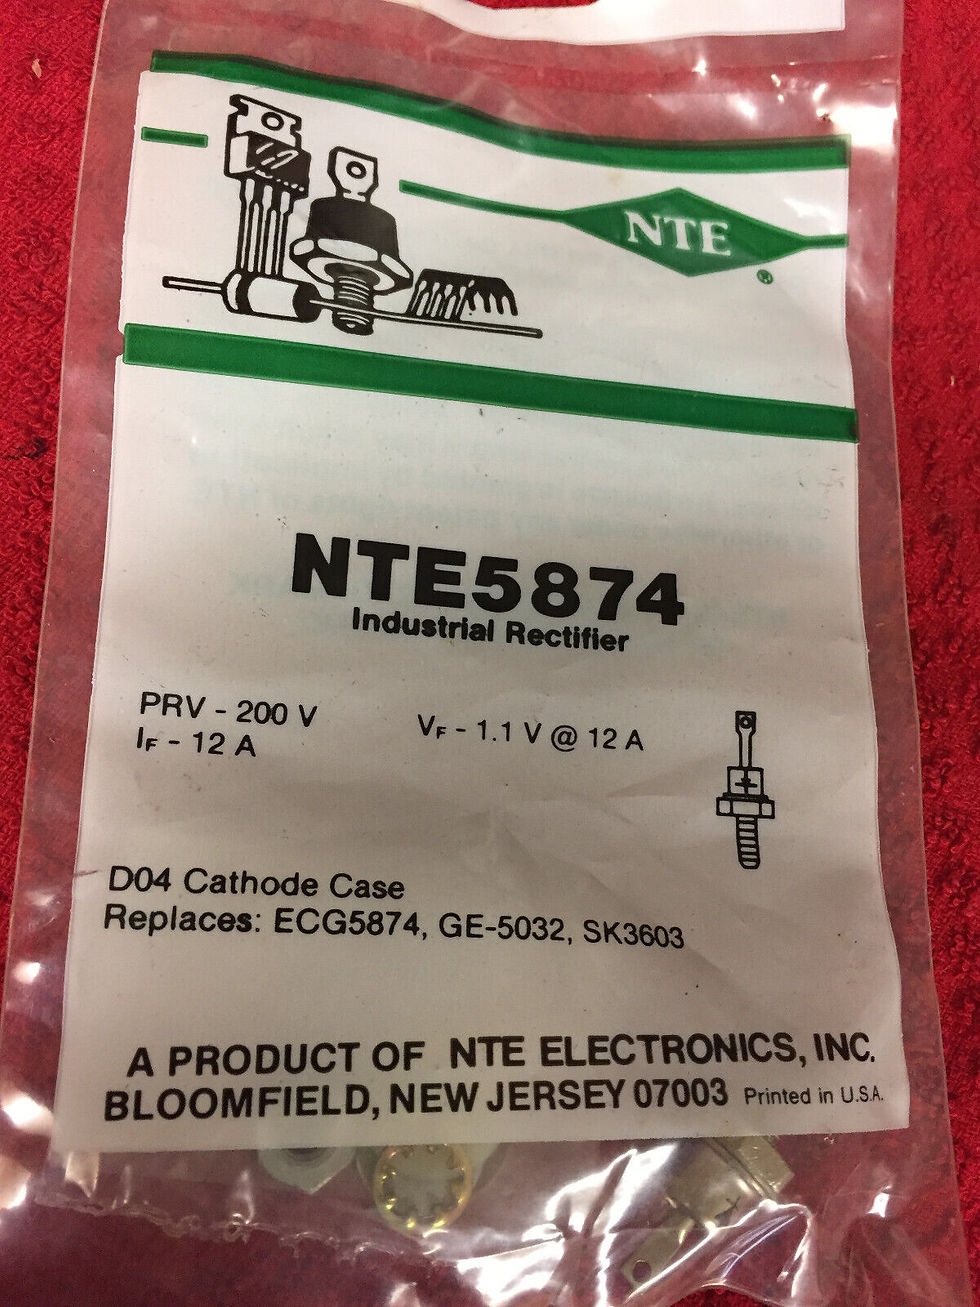 NTE
®
NTE5874
Industrial Rectifier
PRV - 200 V
IF - 12 A
VF - 1.1 V @ 12 A
D04 Cathode Case
Replaces: ECG5874, GE-5032, SK3603
A PRODUCT OF NTE ELECTRONICS, INC.
BLOOMFIELD, NEW JERSEY 07003 Printed in U.S.A.